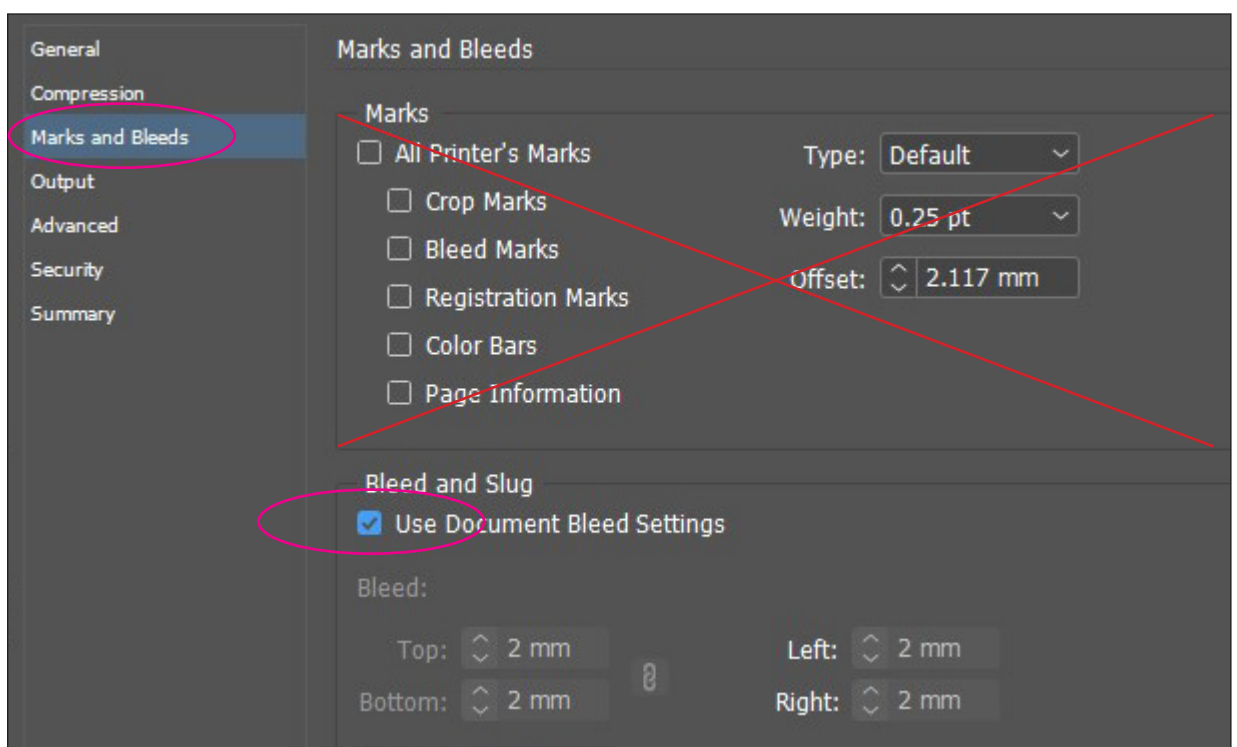 General
Compression
Marks and Bleeds
Output
Advanced
Security
Summary
Marks and Bleeds
Marks
All Printer's Marks
Crop Marks
Bleed Marks
Registration Marks
Color Bars
Page Information
Type: Default
Weight: 0.25 pt
Offset: 2.117 mm
Bleed and Slug
Use Document Bleed Settings
Bleed:
Top: 2 mm
Bottom: 2 mm
Left: 2 mm
Right: 2 mm